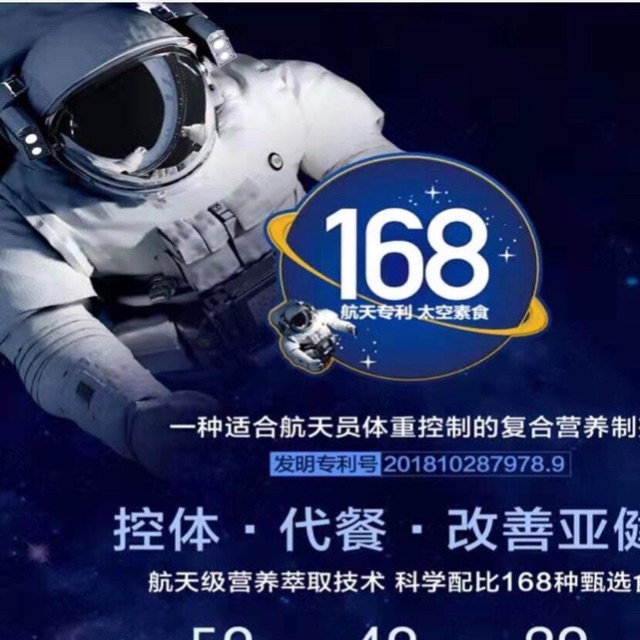 168
航天专利 太空素食
一种适合航天员体重控制的复合营养制
发明专利号 201810287978.9
控体·代餐·改善亚健
航天级营养萃取技术 科学配比168种甄选